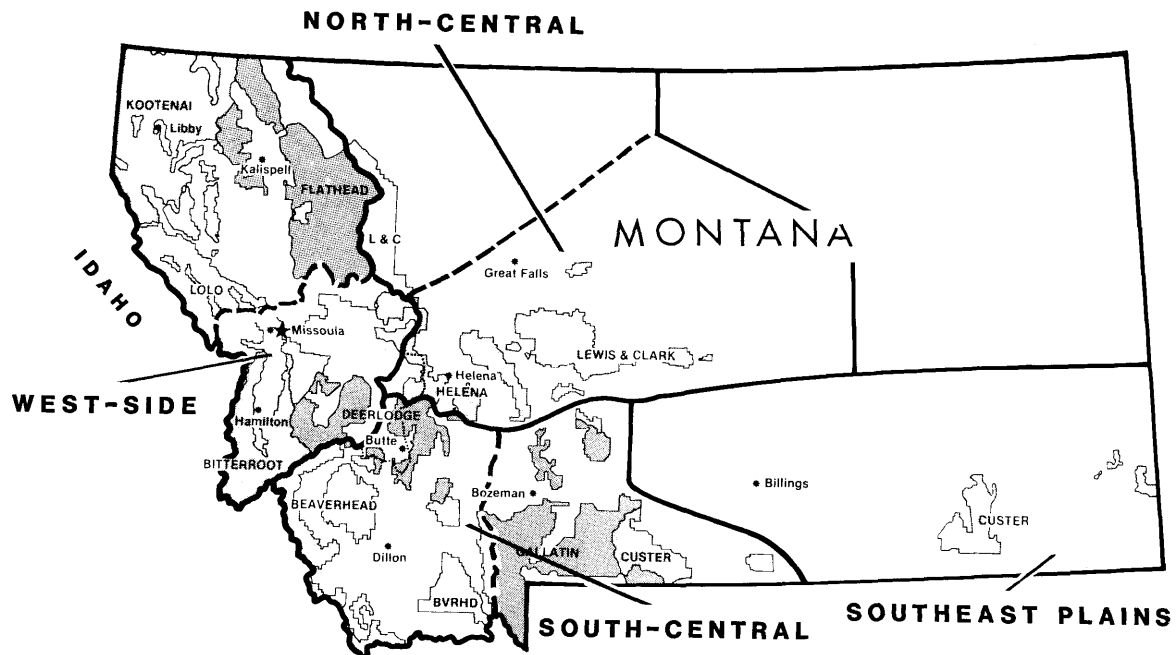 NORTH-CENTRAL
KOOTENAI
Libby
Kalispell
FLATHEAD
L & C
MONTANA
Great Falls
IDAHO
LOLO
Missoula
LEWIS & CLARK
Helena
HELENA
WEST-SIDE
DEERLODGE
Hamilton
Butte
BITTERROOT
Billings
Bozeman
BEAVERHEAD
CUSTER
GALLATIN
CUSTER
Dillon
BVRHD
SOUTHEAST PLAINS
SOUTH-CENTRAL